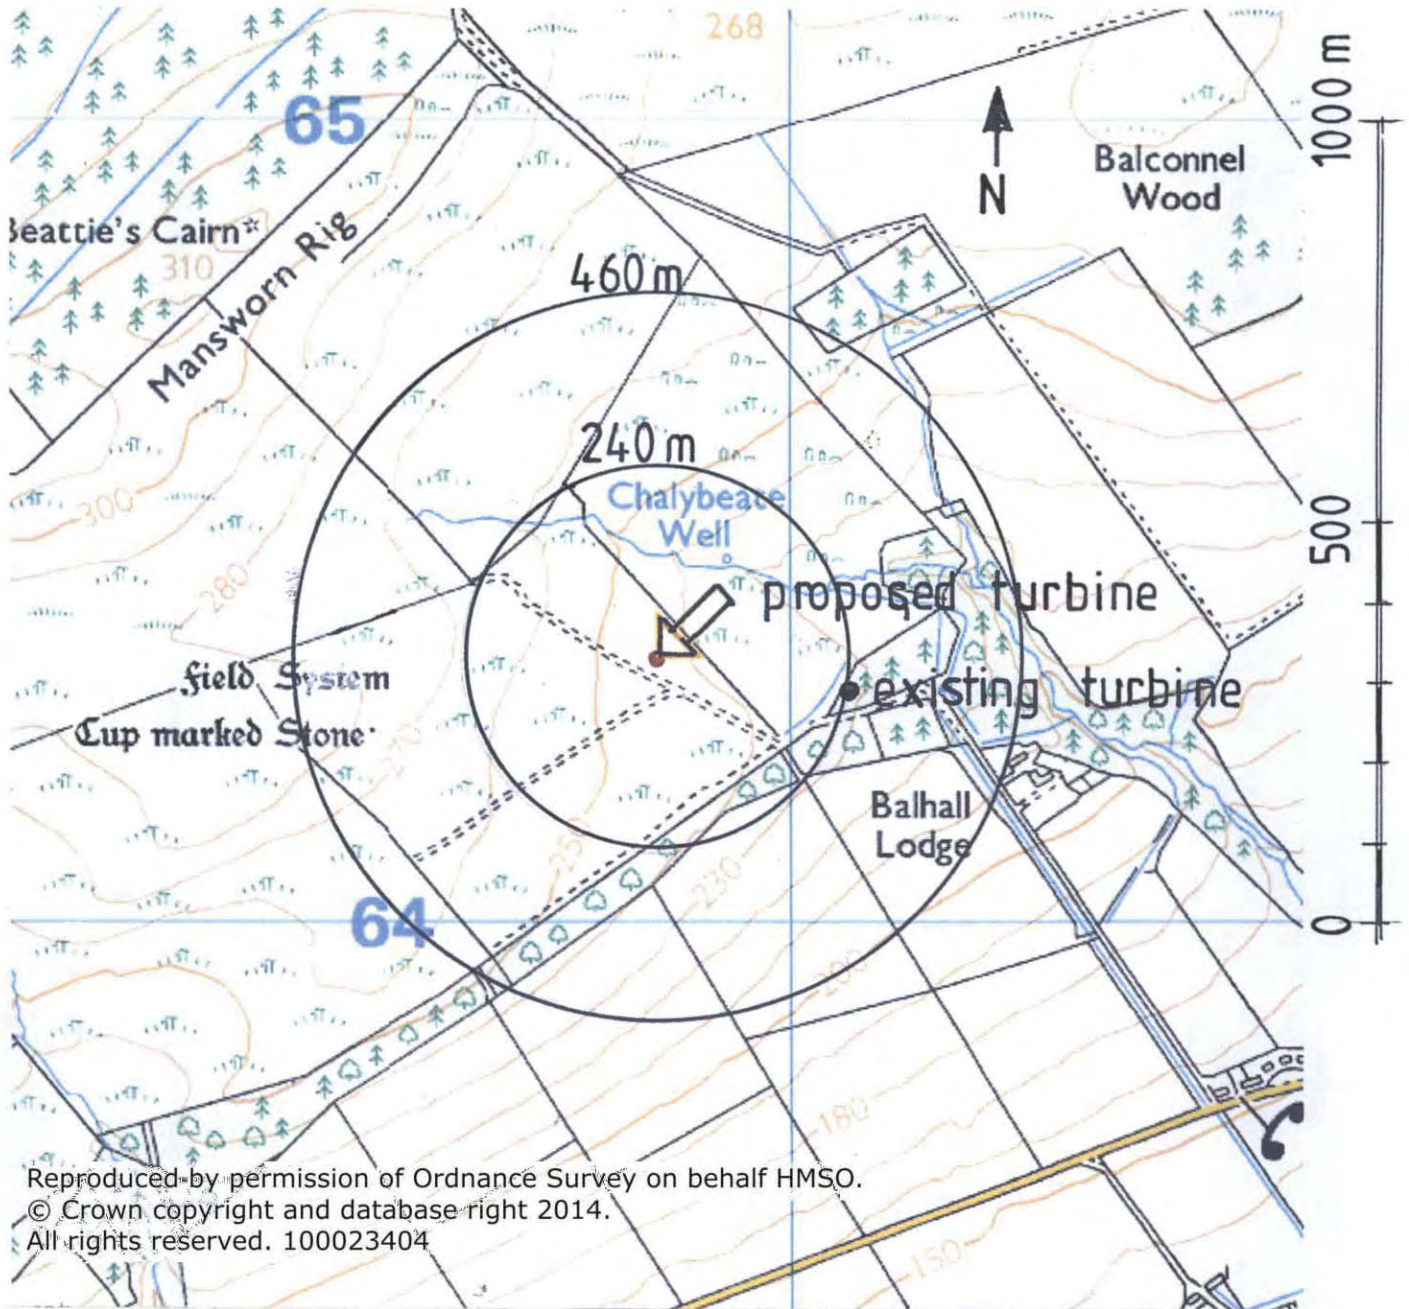 268
1000 m
65
N
Balconnel
Wood
Beattie's Cairn
310
Mansworn Rig
460 m
240 m
Chalybeate
Well
500
300
280
proposed turbine
Field System
existing turbine
Cup marked Stone
270
Balhall
Lodge
250
230
64
0
200
180
150
Reproduced by permission of Ordnance Survey on behalf HMSO.
© Crown copyright and database right 2014.
All rights reserved. 100023404